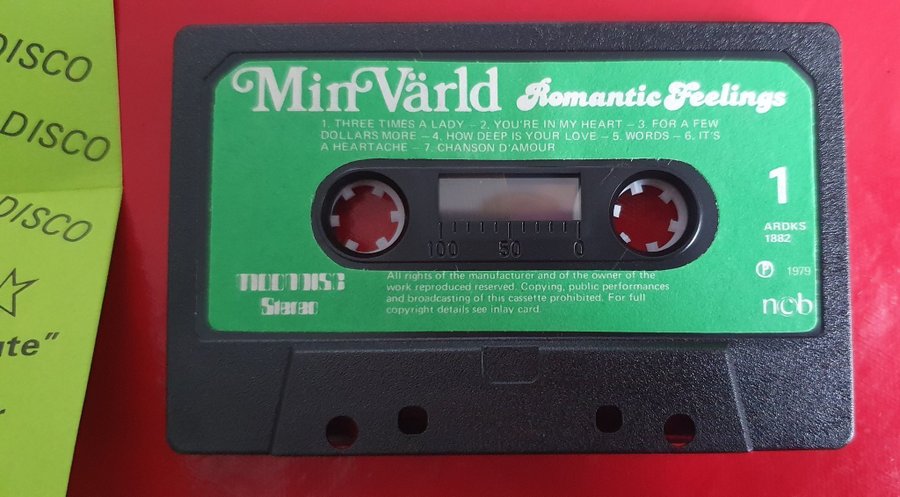 DISCO
DISCO
DISCO
ute"
Min Värld Romantic Feelings
1. THREE TIMES A LADY – 2. YOU'RE IN MY HEART – 3. FOR A FEW
DOLLARS MORE – 4. HOW DEEP IS YOUR LOVE – 5. WORDS – 6. IT'S
A HEARTACHE – 7. CHANSON D'AMOUR
1
ARDKS
1882
100 50 0
Ⓟ 1979
ncb
Stereo
All rights of the manufacturer and of the owner of the
work reproduced reserved. Copying, public performances
and broadcasting of this cassette prohibited. For full
copyright details see inlay card